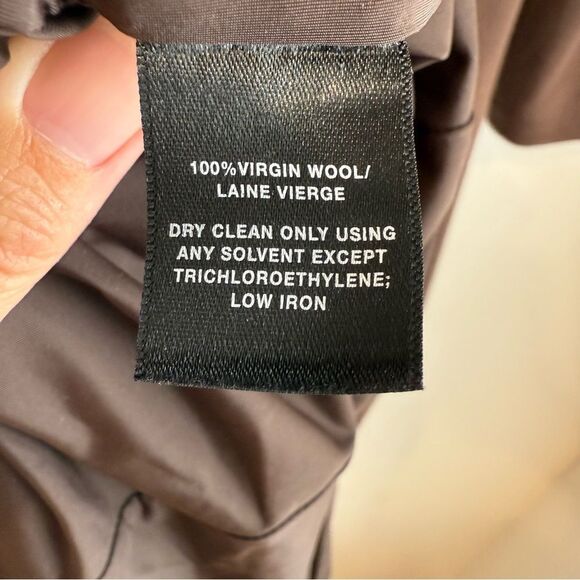 100%VIRGIN WOOL/
LAINE VIERGE
DRY CLEAN ONLY USING
ANY SOLVENT EXCEPT
TRICHLOROETHYLENE;
LOW IRON